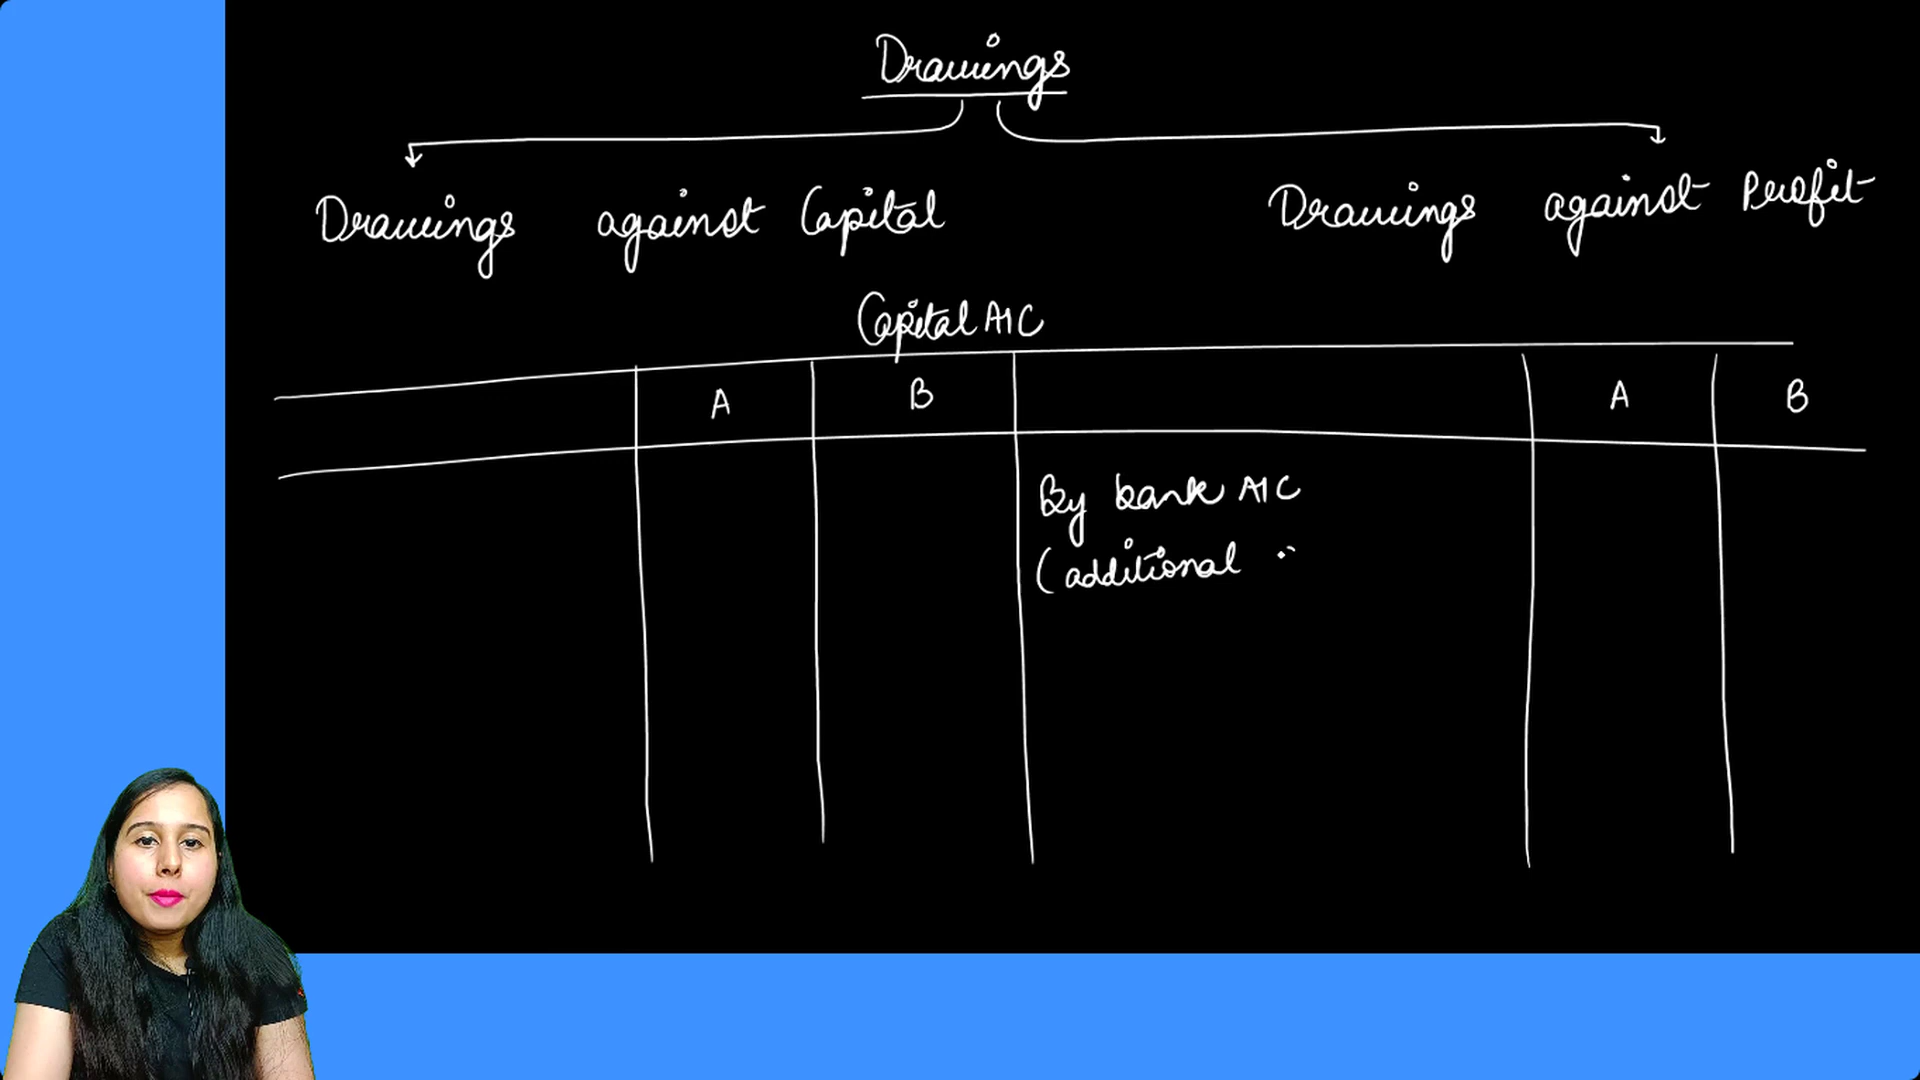 Drawings
Drawings against Capital
Drawings against Profit
Capital A/C
A B A B
By bank A/C
(additional